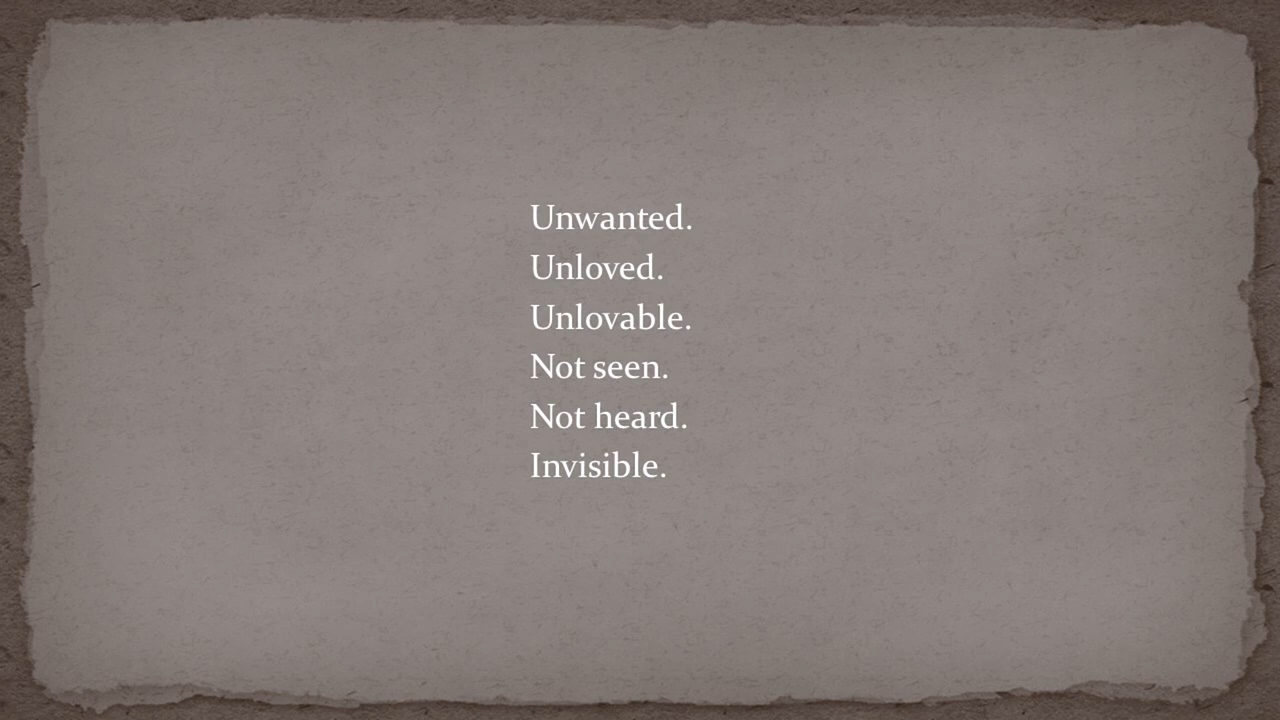 Unwanted.
Unloved.
Unlovable.
Not seen.
Not heard.
Invisible.